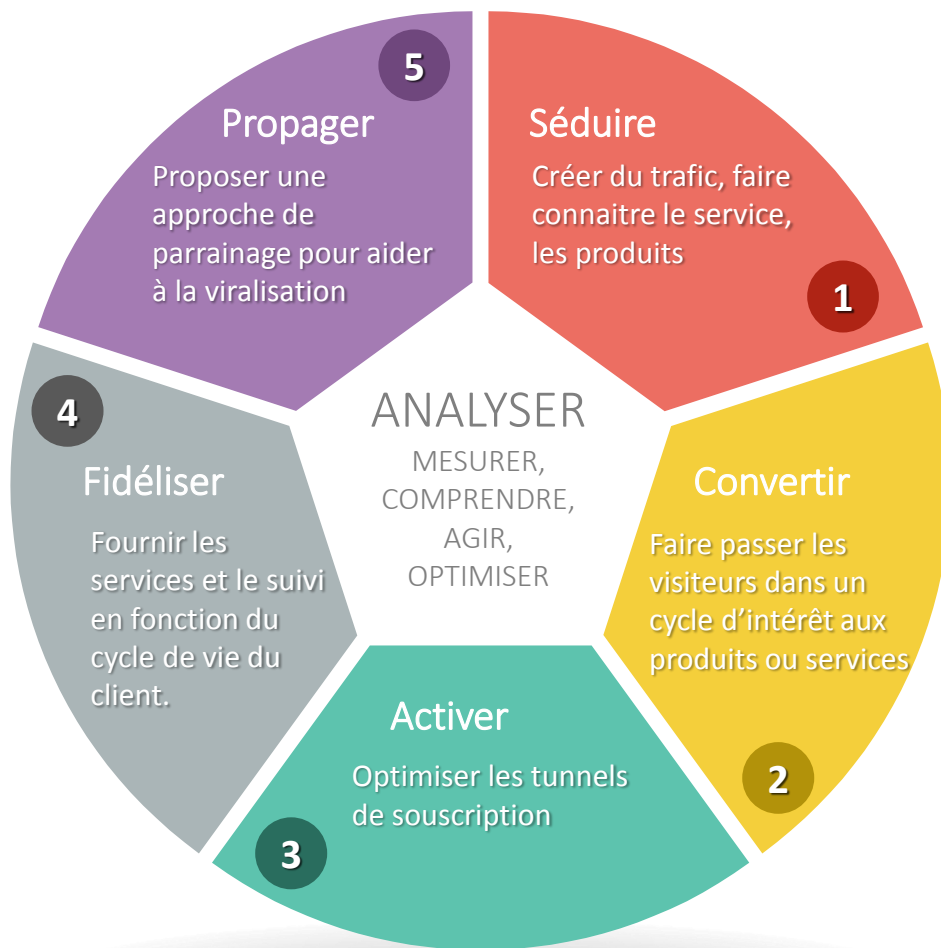 Séduire
Créer du trafic, faire
connaitre le service,
les produits
1
Convertir
Faire passer les
visiteurs dans un
cycle d’intérêt aux
produits ou services
2
Activer
Optimiser les tunnels
de souscription
3
4
Fidéliser
Fournir les
services et le suivi
en fonction du
cycle de vie du
client.
5
Propager
Proposer une
approche de
parrainage pour aider
à la viralisation
ANALYSER
MESURER,
COMPRENDRE,
AGIR,
OPTIMISER